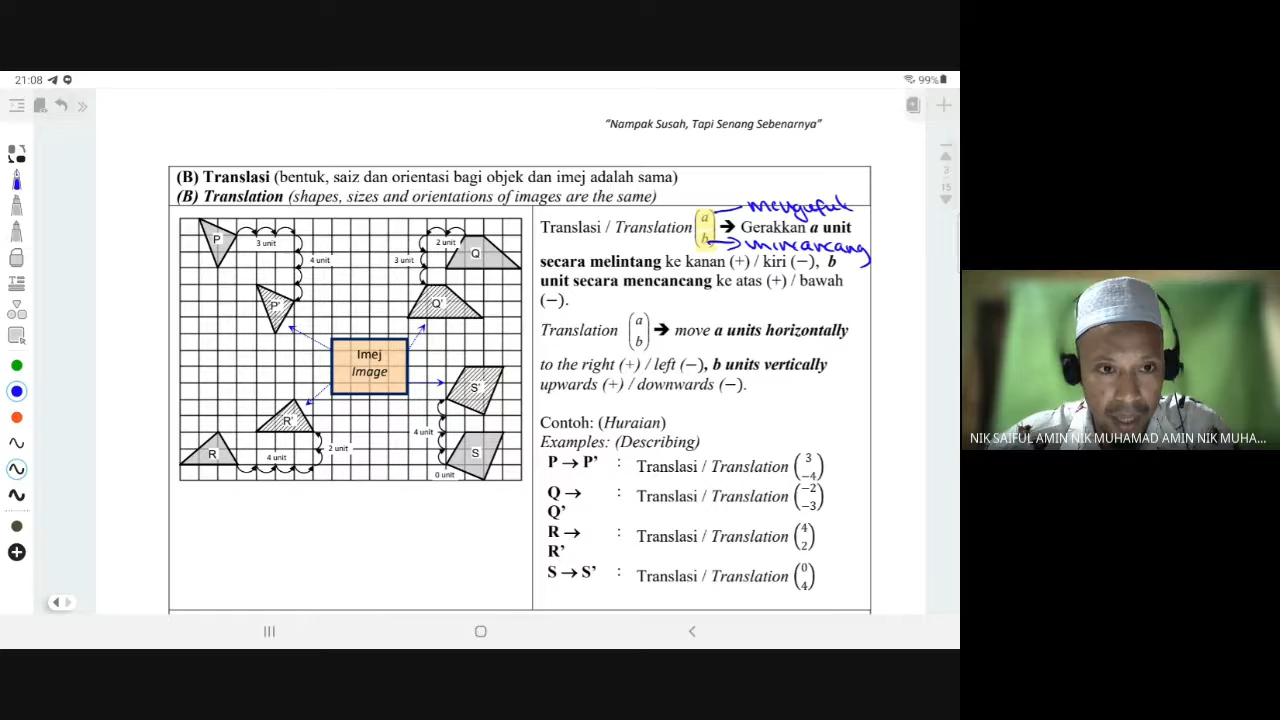 21:08
99%
"Nampak Susah, Tapi Senang Sebenarnya"
3
15
(B) Translasi (bentuk, saiz dan orientasi bagi objek dan imej adalah sama)
(B) Translation (shapes, sizes and orientations of images are the same)
P
3 unit
4 unit
P'
2 unit
Q
3 unit
Q'
Imej
Image
S'
R'
4 unit
R
4 unit
2 unit
S
0 unit
mengufuk
Translasi / Translation (a b) ➔ Gerakkan a unit
mencancang
secara melintang ke kanan (+) / kiri (−), b
unit secara mencancang ke atas (+) / bawah
(−).
Translation (a b) ➔ move a units horizontally
to the right (+) / left (−), b units vertically
upwards (+) / downwards (−).
Contoh: (Huraian)
Examples: (Describing)
P → P' : Translasi / Translation (3 −4)
Q → Q' : Translasi / Translation (−2 −3)
R → R' : Translasi / Translation (4 2)
S → S' : Translasi / Translation (0 4)
NIK SAIFUL AMIN NIK MUHAMAD AMIN NIK MUHA...